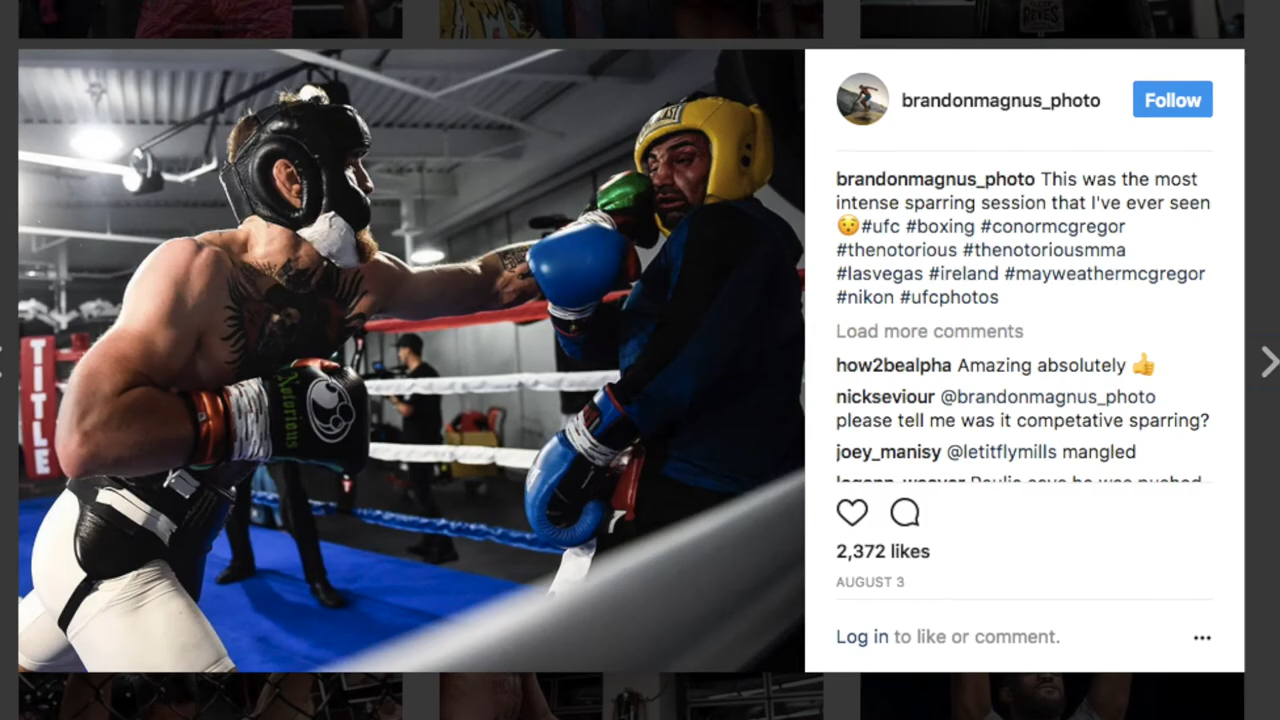 REYES
brandonmagnus_photo
Follow
brandonmagnus_photo This was the most
intense sparring session that I've ever seen
😯#ufc #boxing #conormcgregor
#thenotorious #thenotoriousmma
#lasvegas #ireland #mayweathermcgregor
#nikon #ufcphotos
Load more comments
how2bealpha Amazing absolutely 👍
nickseviour @brandonmagnus_photo
please tell me was it competative sparring?
joey_manisy @letitflymills mangled
2,372 likes
AUGUST 3
Log in to like or comment.
TITLE
Notorious